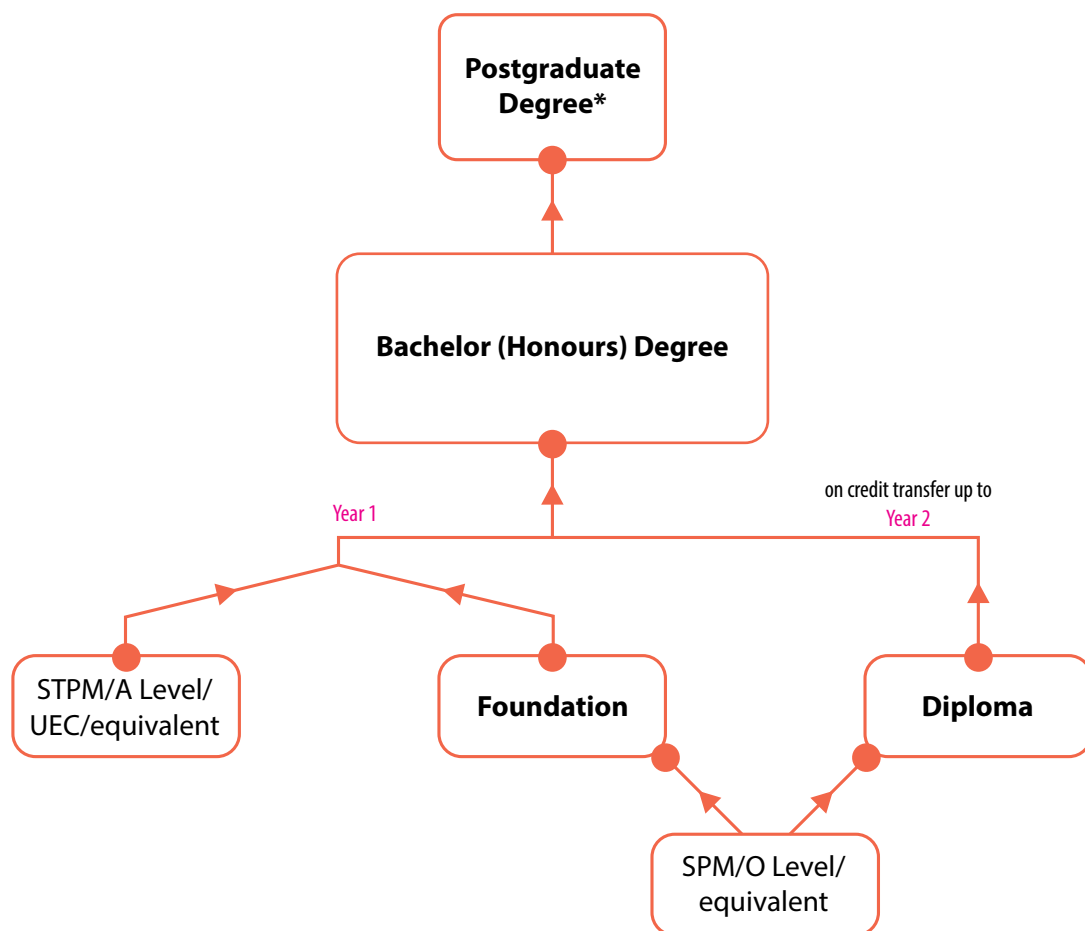 Postgraduate
Degree*
Bachelor (Honours) Degree
Year 1
on credit transfer up to
Year 2
STPM/A Level/
UEC/equivalent
Foundation
Diploma
SPM/O Level/
equivalent